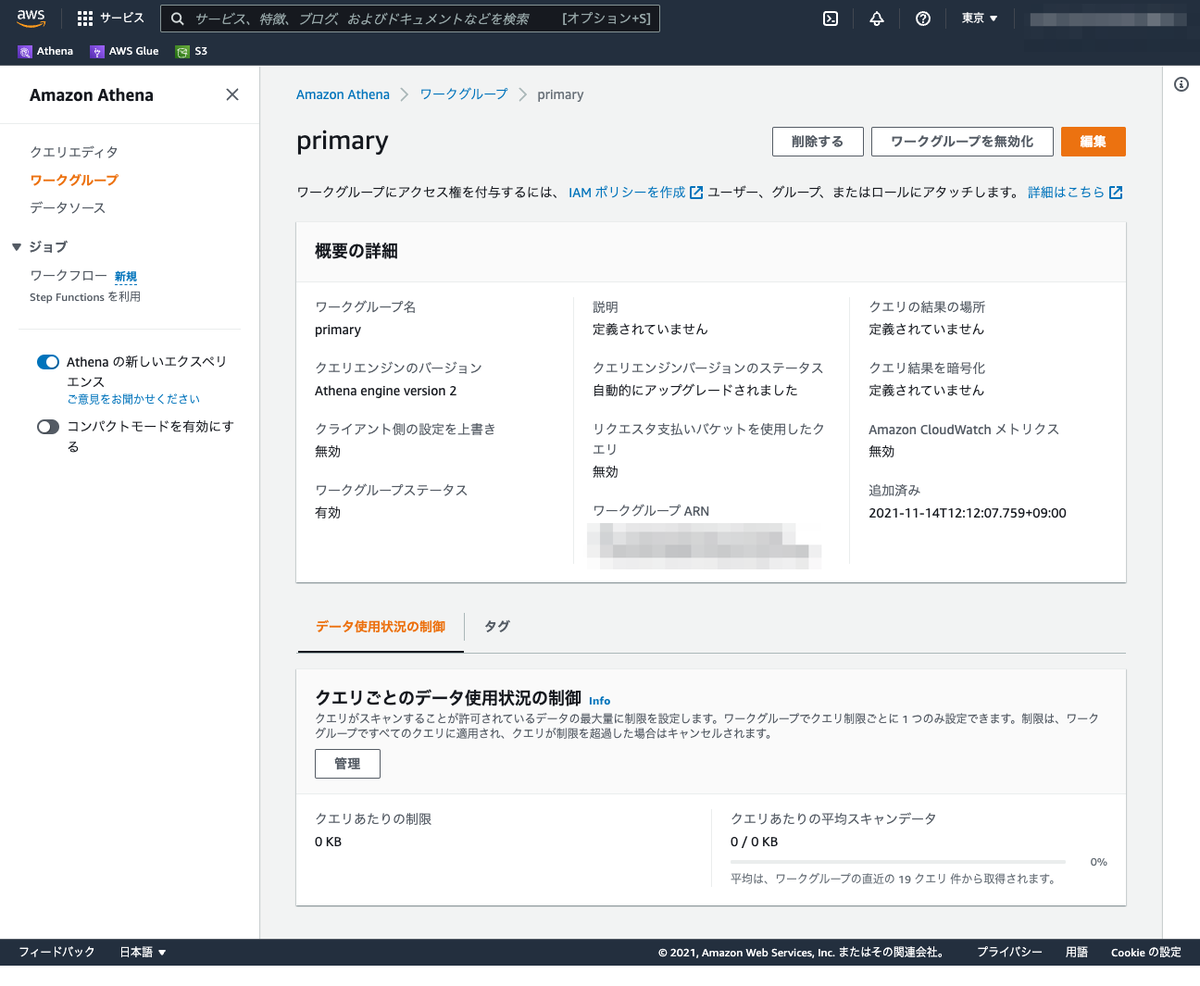 aws
サービス
サービス、特徴、ブログ およびドキュメントなどを検索 [オプション+S]
東京 ▼
Athena
AWS Glue
S3
Amazon Athena
クエリエディタ
ワークグループ
データソース
▼ ジョブ
ワークフロー 新規
Step Functions を利用
Athena の新しいエクスペリ
エンス
ご意見をお聞かせください
コンパクトモードを有効にす
る
Amazon Athena > ワークグループ > primary
primary
削除する
ワークグループを無効化
編集
ワークグループにアクセス権を付与するには、 IAM ポリシーを作成 ユーザー、グループ、またはロールにアタッチします。 詳細はこちら
概要の詳細
ワークグループ名
primary
クエリエンジンのバージョン
Athena engine version 2
クライアント側の設定を上書き
無効
ワークグループステータス
有効
説明
定義されていません
クエリエンジンバージョンのステータス
自動的にアップグレードされました
リクエスタ支払いバケットを使用したク
エリ
無効
ワークグループ ARN
クエリの結果の場所
定義されていません
クエリ結果を暗号化
定義されていません
Amazon CloudWatch メトリクス
無効
追加済み
2021-11-14T12:12:07.759+09:00
データ使用状況の制御
タグ
クエリごとのデータ使用状況の制御 Info
クエリがスキャンすることが許可されているデータの最大量に制限を設定します。ワークグループでクエリ制限ごとに 1 つのみ設定できます。制限は、ワーク
グループですべてのクエリに適用され、クエリが制限を超過した場合はキャンセルされます。
管理
クエリあたりの制限
0 KB
クエリあたりの平均スキャンデータ
0 / 0 KB
0%
平均は、ワークグループの直近の 19 クエリ 件から取得されます。
フィードバック
日本語 ▼
© 2021, Amazon Web Services, Inc. またはその関連会社。
プライバシー
用語
Cookie の設定